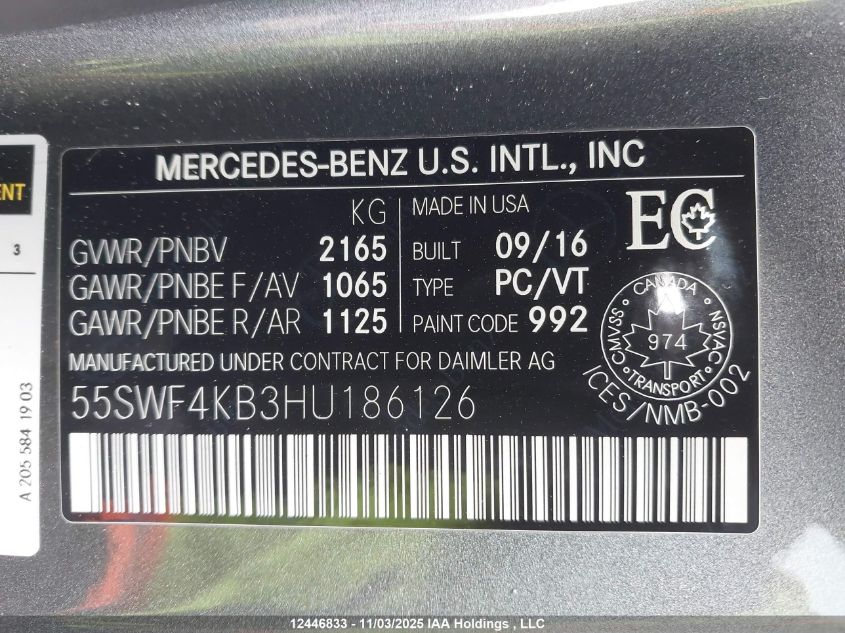 MERCEDES-BENZ U.S. INTL., INC
KG
GVWR/PNBV 2165
GAWR/PNBE F/AV 1065
GAWR/PNBE R/AR 1125
MADE IN USA
BUILT 09/16
TYPE PC/VT
PAINT CODE 992
EC
CANADA
CMVSS 974 NSVAC
TRANSPORT
ICES/NMB-002
MANUFACTURED UNDER CONTRACT FOR DAIMLER AG
55SWF4KB3HU186126
3
A 205 584 19 03
12446833 - 11/03/2025 IAA Holdings , LLC